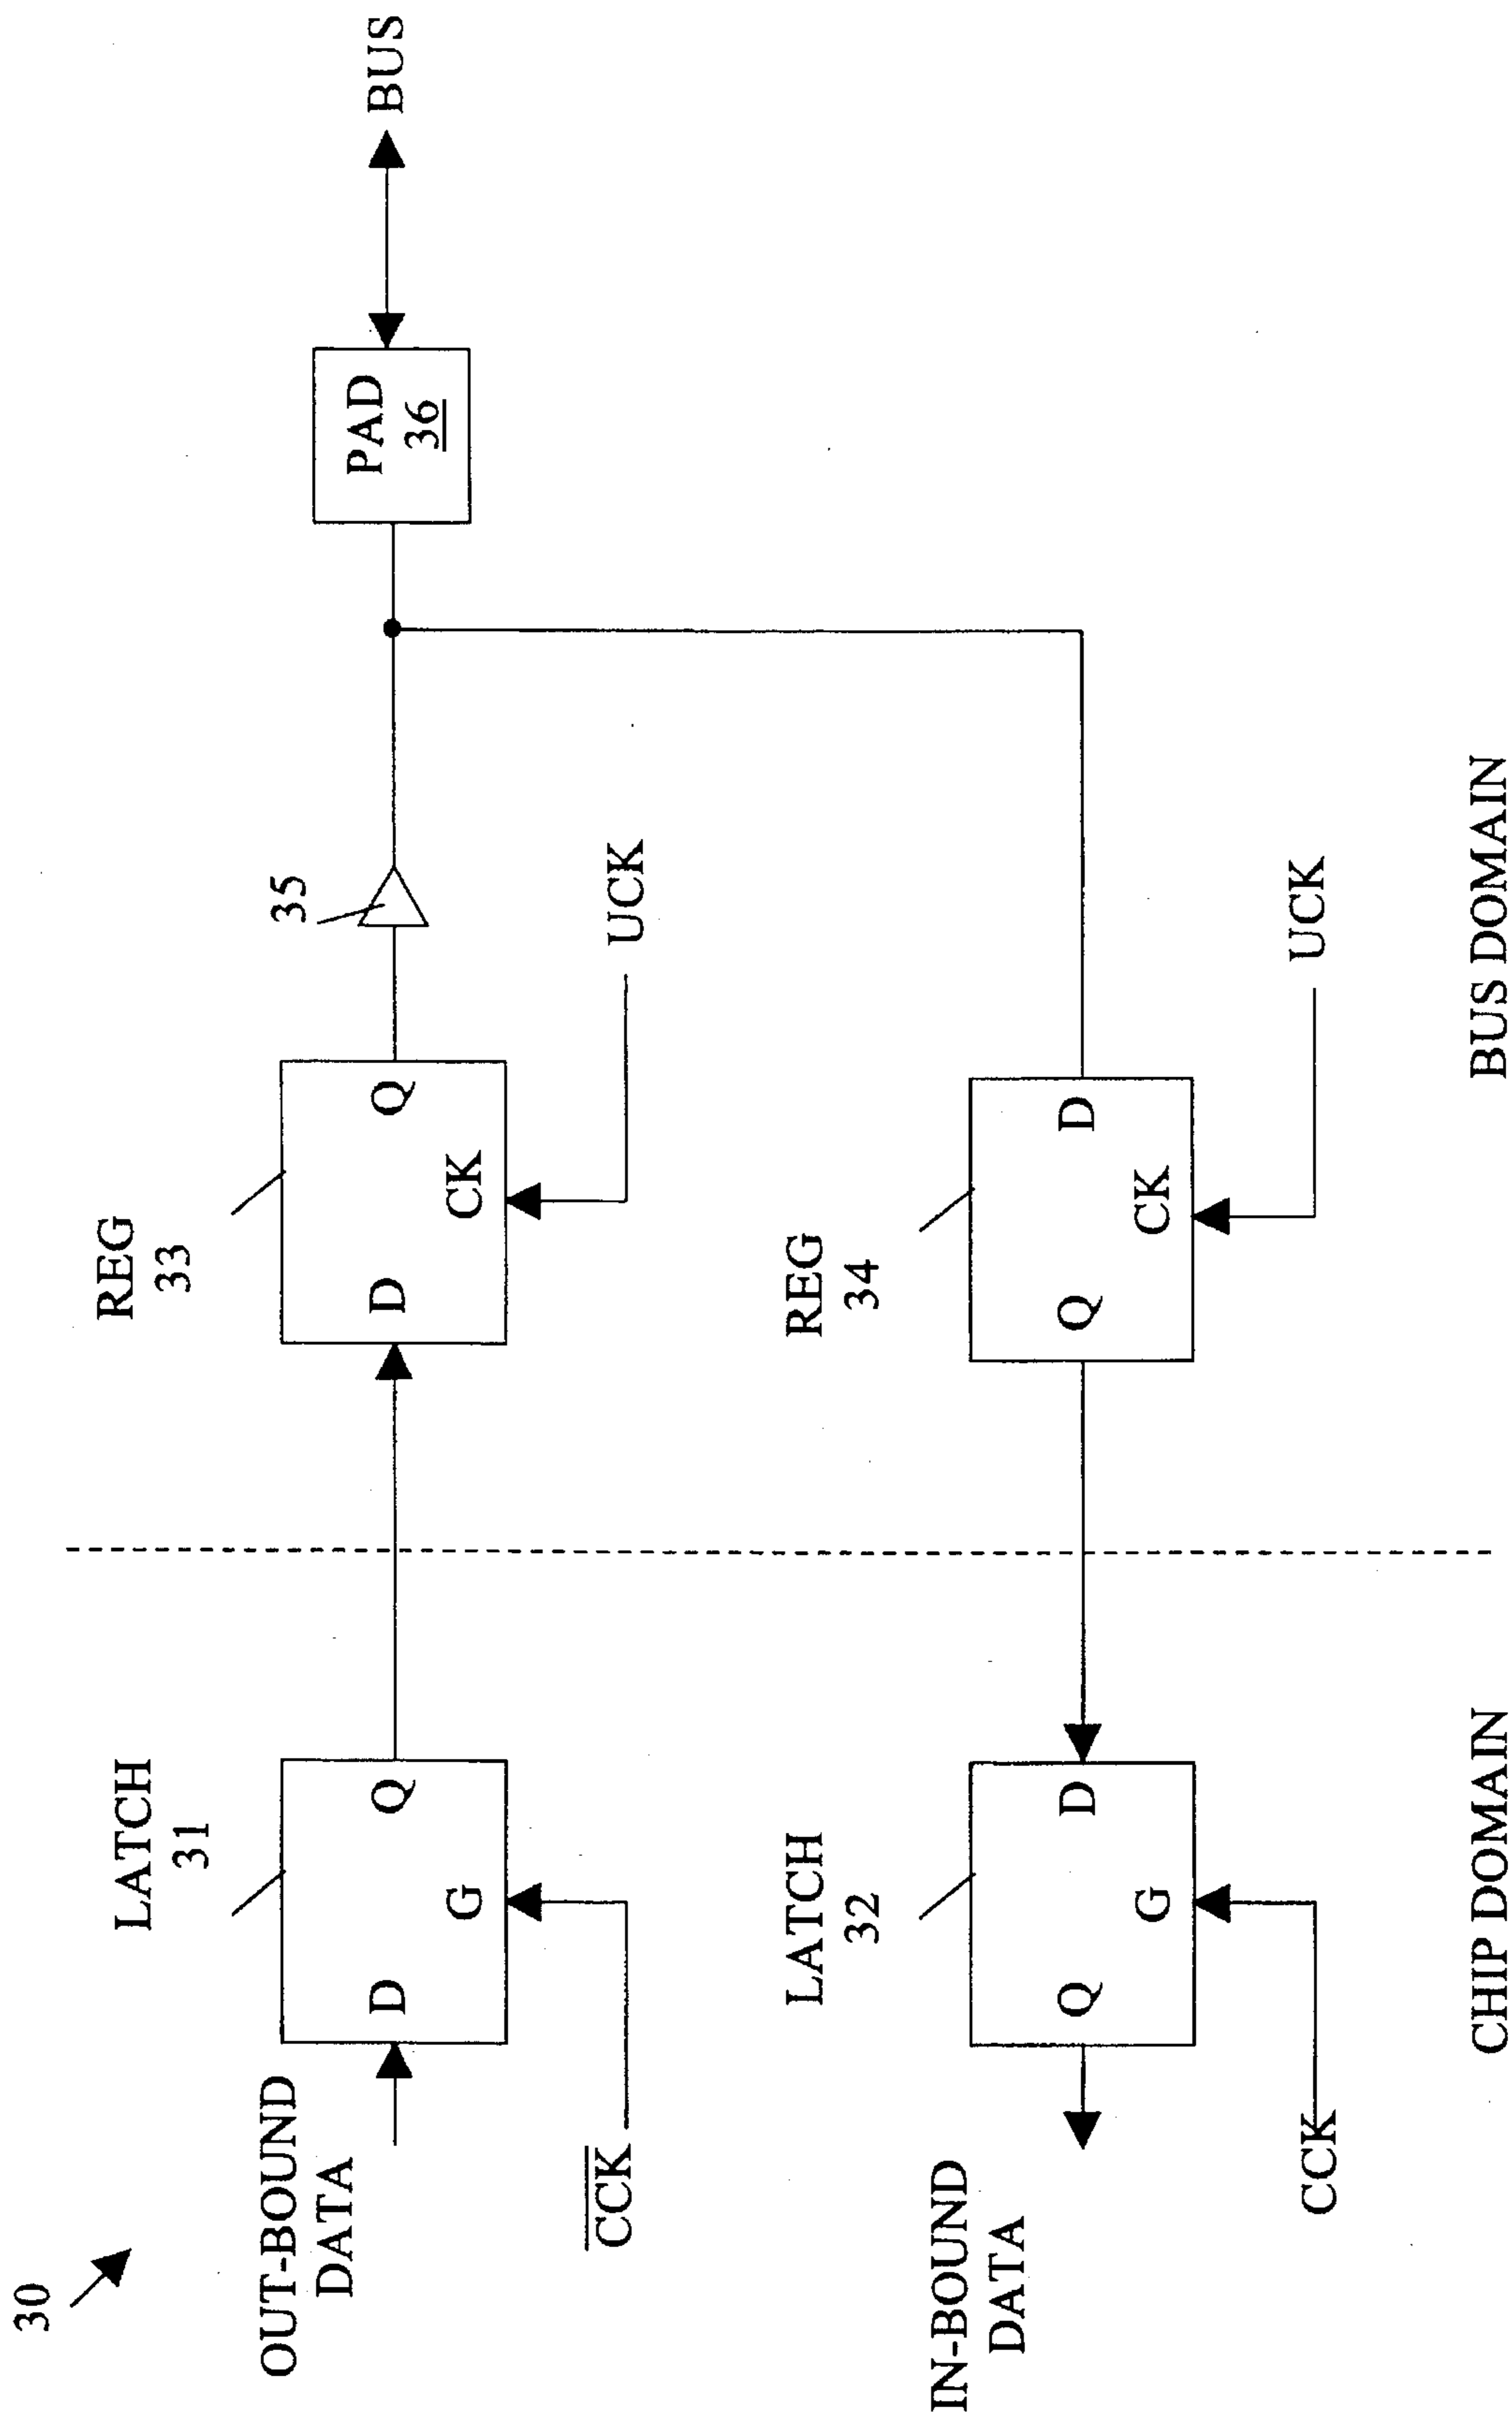 30
OUT-BOUND
DATA
CCK
LATCH
31
D
Q
G
REG
33
D
Q
CK
UCK
35
PAD
36
BUS
IN-BOUND
DATA
CCK
LATCH
32
Q
D
G
REG
34
Q
D
CK
UCK
CHIP DOMAIN
BUS DOMAIN